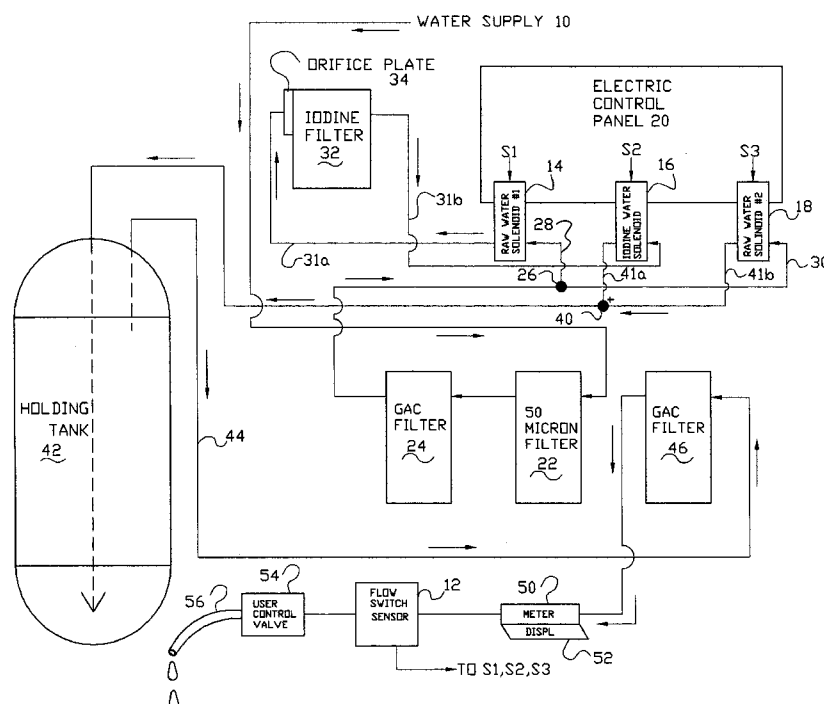 WATER SUPPLY 10
ORIFICE PLATE
34
IODINE
FILTER
32
ELECTRIC
CONTROL
PANEL 20
S1
S2
S3
14
16
18
RAW WATER
SOLENOID #1
IODINE WATER
SOLENOID
RAW WATER
SOLINOID #2
31b
28
31a
26
41a
41b
30
40
+
HOLDING
TANK
42
44
GAC
FILTER
24
50
MICRON
FILTER
22
GAC
FILTER
46
54
12
50
56
USER
CONTROL
VALVE
FLOW
SWITCH
SENSOR
METER
DISPL
52
TO S1,S2,S3